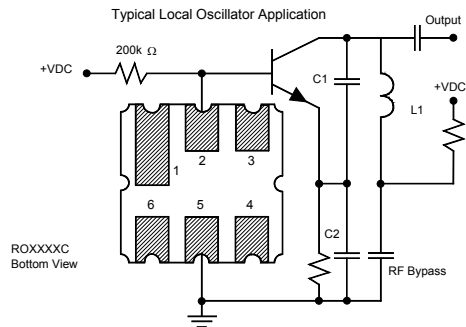 Typical Local Oscillator Application
Output
200k Ω
+VDC
C1
+VDC
L1
2
3
1
6
5
4
C2
ROXXXXC
Bottom View
RF Bypass